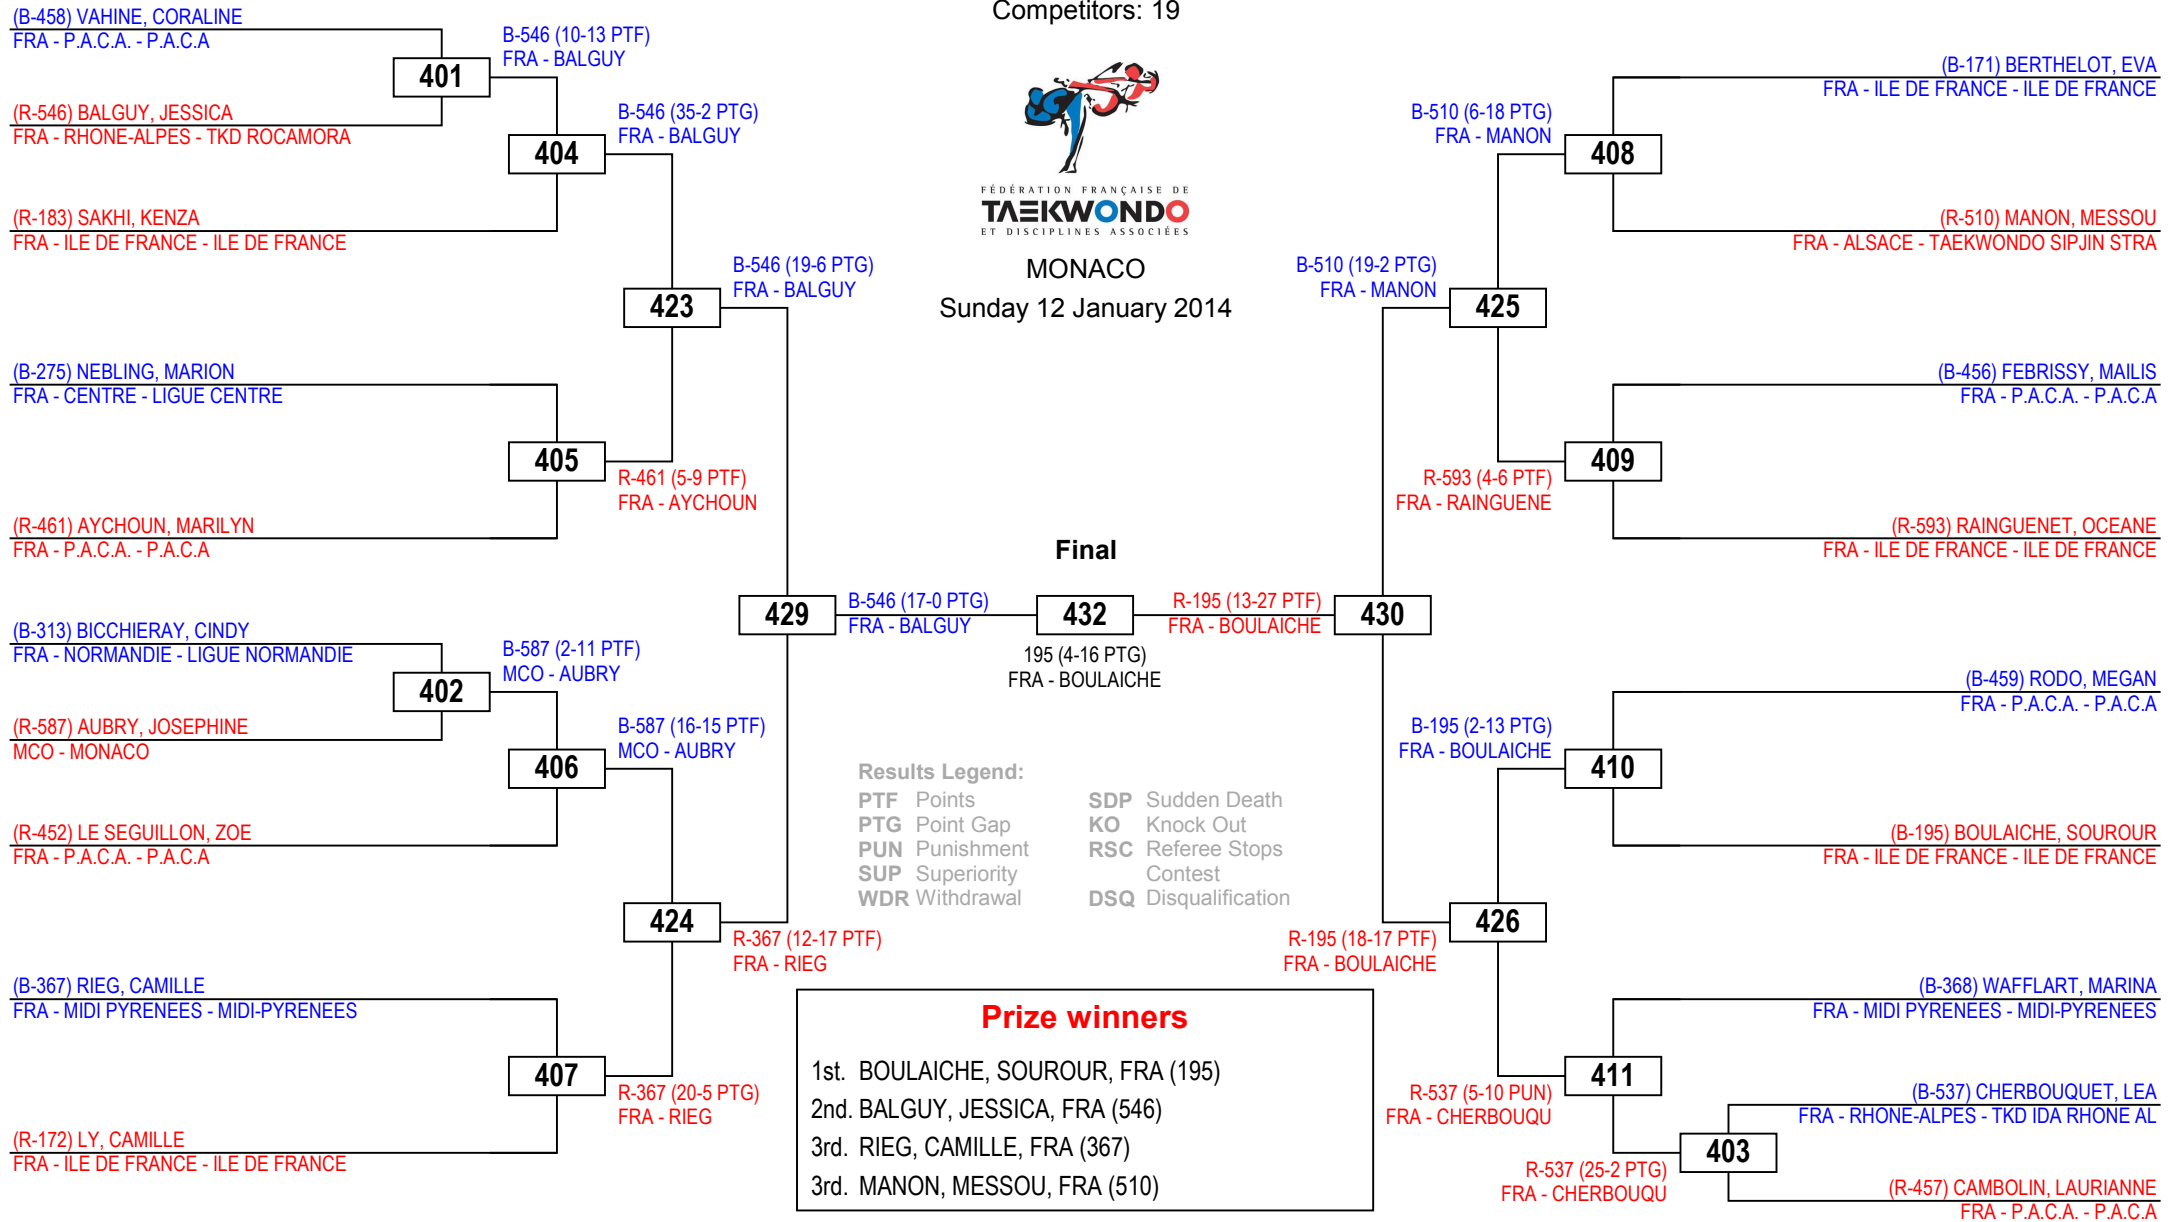 Competitors: 19
FÉDÉRATION FRANÇAISE DE
TAEKWONDO
ET DISCIPLINES ASSOCIÉES
MONACO
Sunday 12 January 2014
(B-458) VAHINE, CORALINE
FRA - P.A.C.A. - P.A.C.A
401
(R-546) BALGUY, JESSICA
FRA - RHONE-ALPES - TKD ROCAMORA
B-546 (10-13 PTF)
FRA - BALGUY
404
(R-183) SAKHI, KENZA
FRA - ILE DE FRANCE - ILE DE FRANCE
B-546 (35-2 PTG)
FRA - BALGUY
423
B-546 (19-6 PTG)
FRA - BALGUY
(B-275) NEBLING, MARION
FRA - CENTRE - LIGUE CENTRE
405
R-461 (5-9 PTF)
FRA - AYCHOUN
(R-461) AYCHOUN, MARILYN
FRA - P.A.C.A. - P.A.C.A
429
B-546 (17-0 PTG)
FRA - BALGUY
(B-313) BICCHIERAY, CINDY
FRA - NORMANDIE - LIGUE NORMANDIE
402
B-587 (2-11 PTF)
MCO - AUBRY
(R-587) AUBRY, JOSEPHINE
MCO - MONACO
406
B-587 (16-15 PTF)
MCO - AUBRY
(R-452) LE SEGUILLON, ZOE
FRA - P.A.C.A. - P.A.C.A
424
R-367 (12-17 PTF)
FRA - RIEG
(B-367) RIEG, CAMILLE
FRA - MIDI PYRENEES - MIDI-PYRENEES
407
R-367 (20-5 PTG)
FRA - RIEG
(R-172) LY, CAMILLE
FRA - ILE DE FRANCE - ILE DE FRANCE
Final
432
195 (4-16 PTG)
FRA - BOULAICHE
R-195 (13-27 PTF)
FRA - BOULAICHE
430
(B-171) BERTHELOT, EVA
FRA - ILE DE FRANCE - ILE DE FRANCE
B-510 (6-18 PTG)
FRA - MANON
408
(R-510) MANON, MESSOU
FRA - ALSACE - TAEKWONDO SIPJIN STRA
B-510 (19-2 PTG)
FRA - MANON
425
(B-456) FEBRISSY, MAILIS
FRA - P.A.C.A. - P.A.C.A
409
R-593 (4-6 PTF)
FRA - RAINGUENE
(R-593) RAINGUENET, OCEANE
FRA - ILE DE FRANCE - ILE DE FRANCE
(B-459) RODO, MEGAN
FRA - P.A.C.A. - P.A.C.A
B-195 (2-13 PTG)
FRA - BOULAICHE
410
(B-195) BOULAICHE, SOUROUR
FRA - ILE DE FRANCE - ILE DE FRANCE
426
R-195 (18-17 PTF)
FRA - BOULAICHE
(B-368) WAFFLART, MARINA
FRA - MIDI PYRENEES - MIDI-PYRENEES
411
R-537 (5-10 PUN)
FRA - CHERBOUQU
(B-537) CHERBOUQUET, LEA
FRA - RHONE-ALPES - TKD IDA RHONE AL
403
R-537 (25-2 PTG)
FRA - CHERBOUQU
(R-457) CAMBOLIN, LAURIANNE
FRA - P.A.C.A. - P.A.C.A
Results Legend:
PTF Points
PTG Point Gap
PUN Punishment
SUP Superiority
WDR Withdrawal
SDP Sudden Death
KO Knock Out
RSC Referee Stops
Contest
DSQ Disqualification
Prize winners
1st. BOULAICHE, SOUROUR, FRA (195)
2nd. BALGUY, JESSICA, FRA (546)
3rd. RIEG, CAMILLE, FRA (367)
3rd. MANON, MESSOU, FRA (510)